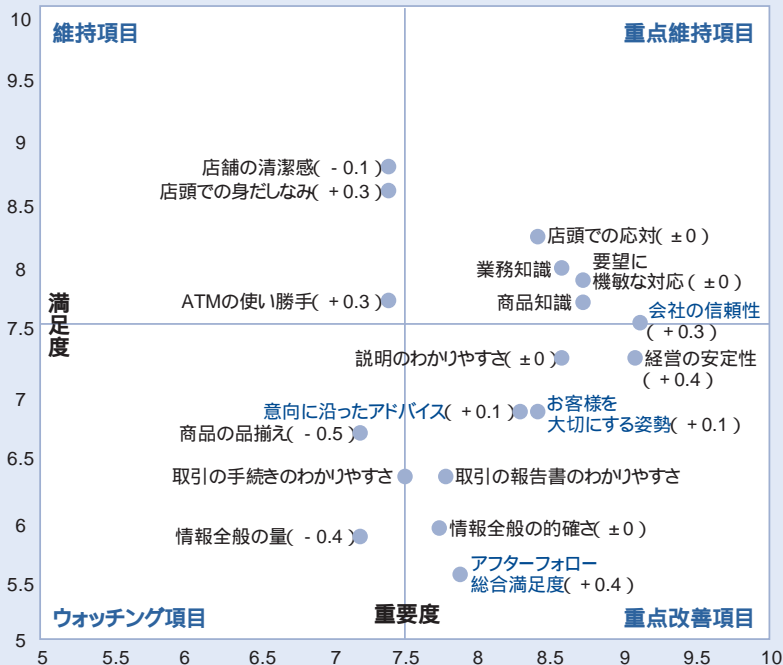 10
維持項目
重点維持項目
9.5
9
店舗の清潔感( - 0.1 )
店頭での身だしなみ( + 0.3 )
8.5
店頭での応対( ±0 )
要望に
業務知識
機敏な対応( ±0 )
8
ATMの使い勝手( + 0.3 )
商品知識
会社の信頼性
( + 0.3 )
満足度
7.5
説明のわかりやすさ( ±0 )
経営の安定性
( + 0.4 )
7
意向に沿ったアドバイス( + 0.1 )
お客様を
大切にする姿勢( + 0.1 )
商品の品揃え( - 0.5 )
6.5
取引の手続きのわかりやすさ
取引の報告書のわかりやすさ
6
情報全般の量( - 0.4 )
情報全般の的確さ( ±0 )
アフターフォロー
総合満足度( + 0.4 )
5.5
ウォッチング項目
重要度
重点改善項目
5
5 5.5 6 6.5 7 7.5 8 8.5 9 9.5 10